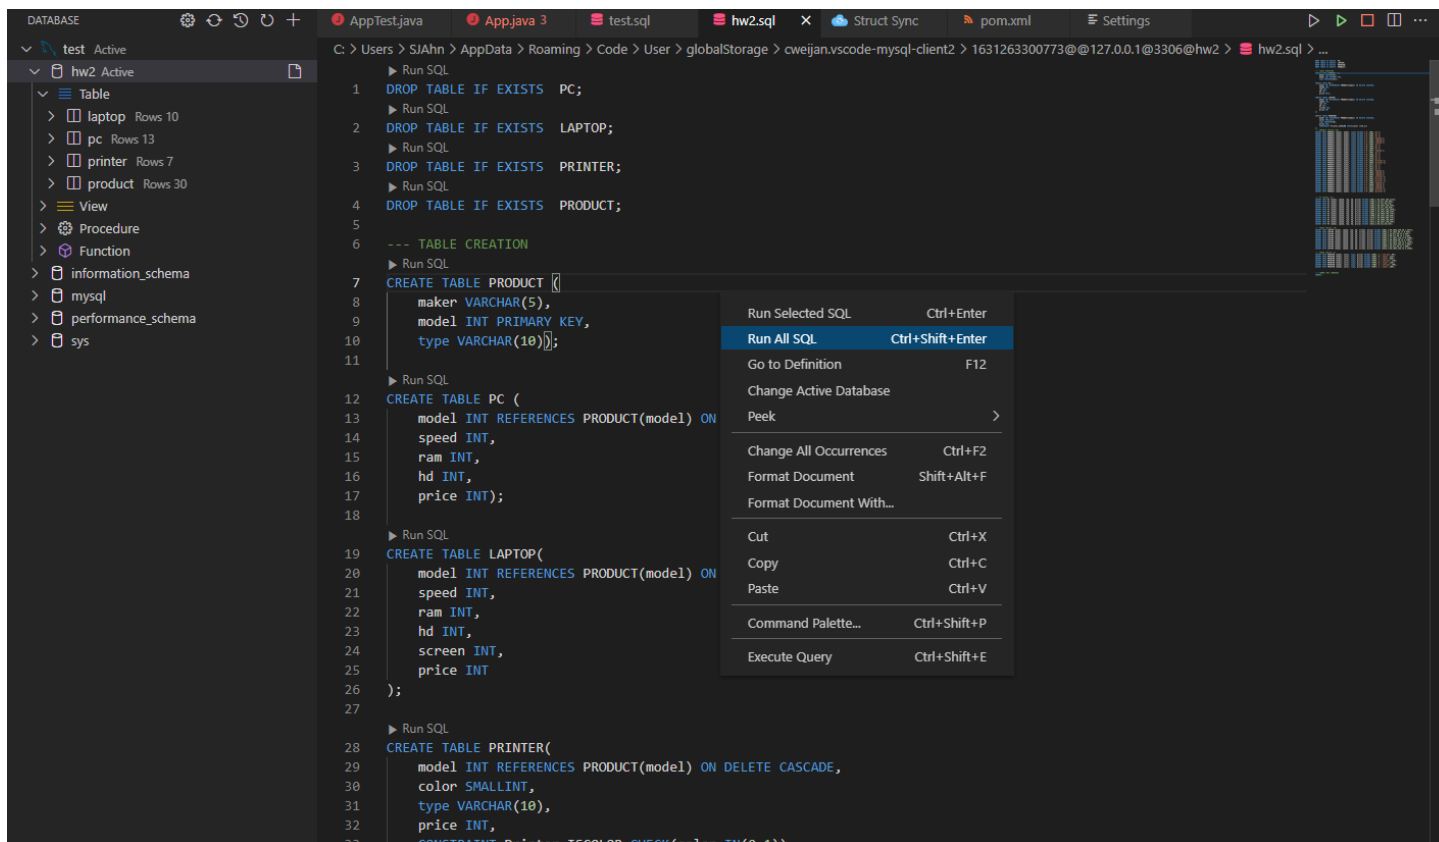 DATABASE
test Active
hw2 Active
Table
laptop Rows 10
pc Rows 13
printer Rows 7
product Rows 30
View
Procedure
Function
information_schema
mysql
performance_schema
sys
AppTest.java App.java 3 test.sql hw2.sql Struct Sync pom.xml Settings
C: > Users > SJAhn > AppData > Roaming > Code > User > globalStorage > cweijan.vscode-mysql-client2 > 1631263300773@@127.0.0.1@3306@hw2 > hw2.sql > ...
Run SQL
1 DROP TABLE IF EXISTS PC;
Run SQL
2 DROP TABLE IF EXISTS LAPTOP;
Run SQL
3 DROP TABLE IF EXISTS PRINTER;
Run SQL
4 DROP TABLE IF EXISTS PRODUCT;
5
6 --- TABLE CREATION
Run SQL
7 CREATE TABLE PRODUCT (
8 maker VARCHAR(5),
9 model INT PRIMARY KEY,
10 type VARCHAR(10));
11
Run SQL
12 CREATE TABLE PC (
13 model INT REFERENCES PRODUCT(model) ON
14 speed INT,
15 ram INT,
16 hd INT,
17 price INT);
18
Run SQL
19 CREATE TABLE LAPTOP(
20 model INT REFERENCES PRODUCT(model) ON
21 speed INT,
22 ram INT,
23 hd INT,
24 screen INT,
25 price INT
26 );
27
Run SQL
28 CREATE TABLE PRINTER(
29 model INT REFERENCES PRODUCT(model) ON DELETE CASCADE,
30 color SMALLINT,
31 type VARCHAR(10),
32 price INT,
Run Selected SQL Ctrl+Enter
Run All SQL Ctrl+Shift+Enter
Go to Definition F12
Change Active Database
Peek
Change All Occurrences Ctrl+F2
Format Document Shift+Alt+F
Format Document With...
Cut Ctrl+X
Copy Ctrl+C
Paste Ctrl+V
Command Palette... Ctrl+Shift+P
Execute Query Ctrl+Shift+E